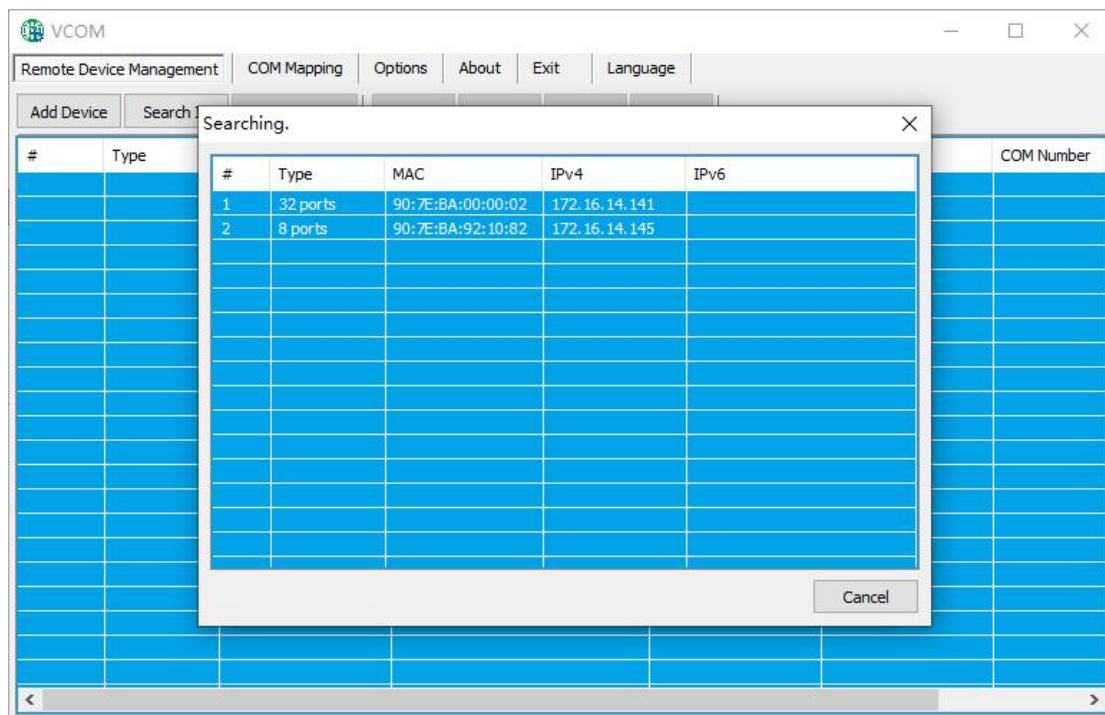 VCOM
Remote Device Management COM Mapping Options About Exit Language
Add Device Search
Searching.
# Type COM Number
# Type MAC IPv4 IPv6
1 32 ports 90:7E:BA:00:00:02 172.16.14.141
2 8 ports 90:7E:BA:92:10:82 172.16.14.145
Cancel